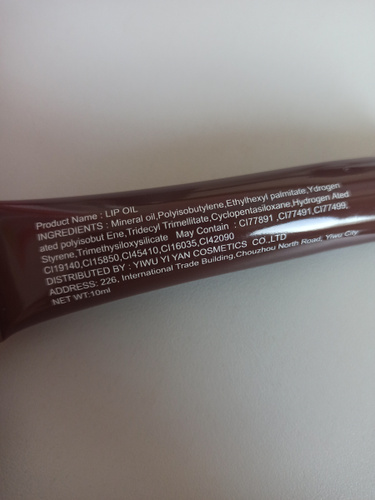 Product Name : LIP OIL
INGREDIENTS : Mineral oil,Polyisobutylene,Ethylhexyl palmitate,Ydrogen
ated polyisobut Ene,Tridecyl Trimellitate,Cyclopentasiloxane,Hydrogen Ated
Styrene,Trimethysiloxysilicate May Contain : CI77891 ,CI77491,CI77499,
CI19140,CI15850,CI45410,CI16035,CI42090
DISTRIBUTED BY : YIWU YI YAN COSMETICS CO.,LTD
ADDRESS: 226, International Trade Building,Chouzhou North Road, Yiwu City
NET WT:10ml